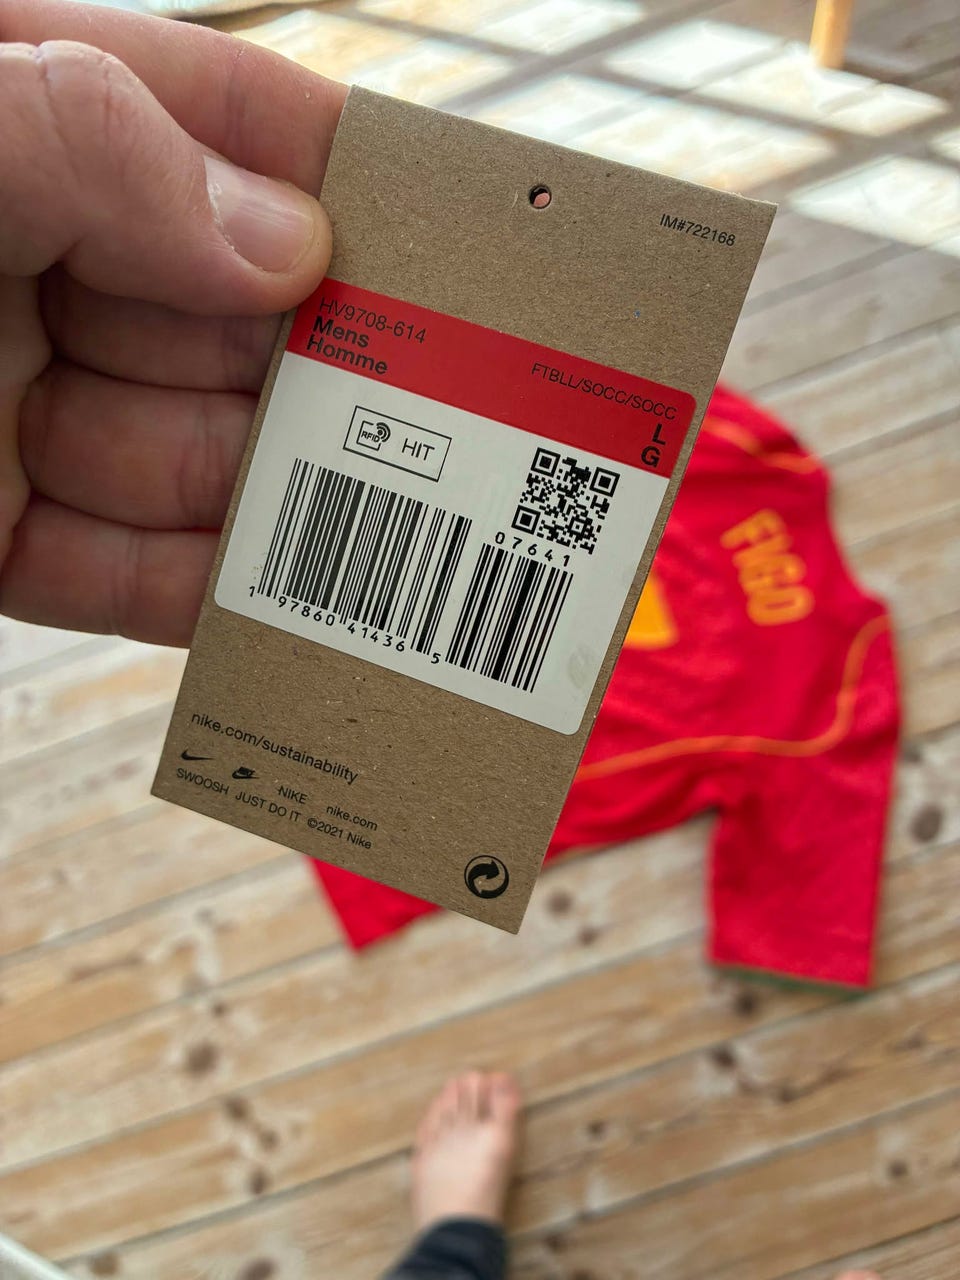 IM#722168
HV9708-614
Mens
Homme
FTBLL/SOCC/SOCC
L
G
RFID HIT
07641
1 97860 41436 5
nike.com/sustainability
NIKE
nike.com
SWOOSH JUST DO IT ©2021 Nike
FIGO